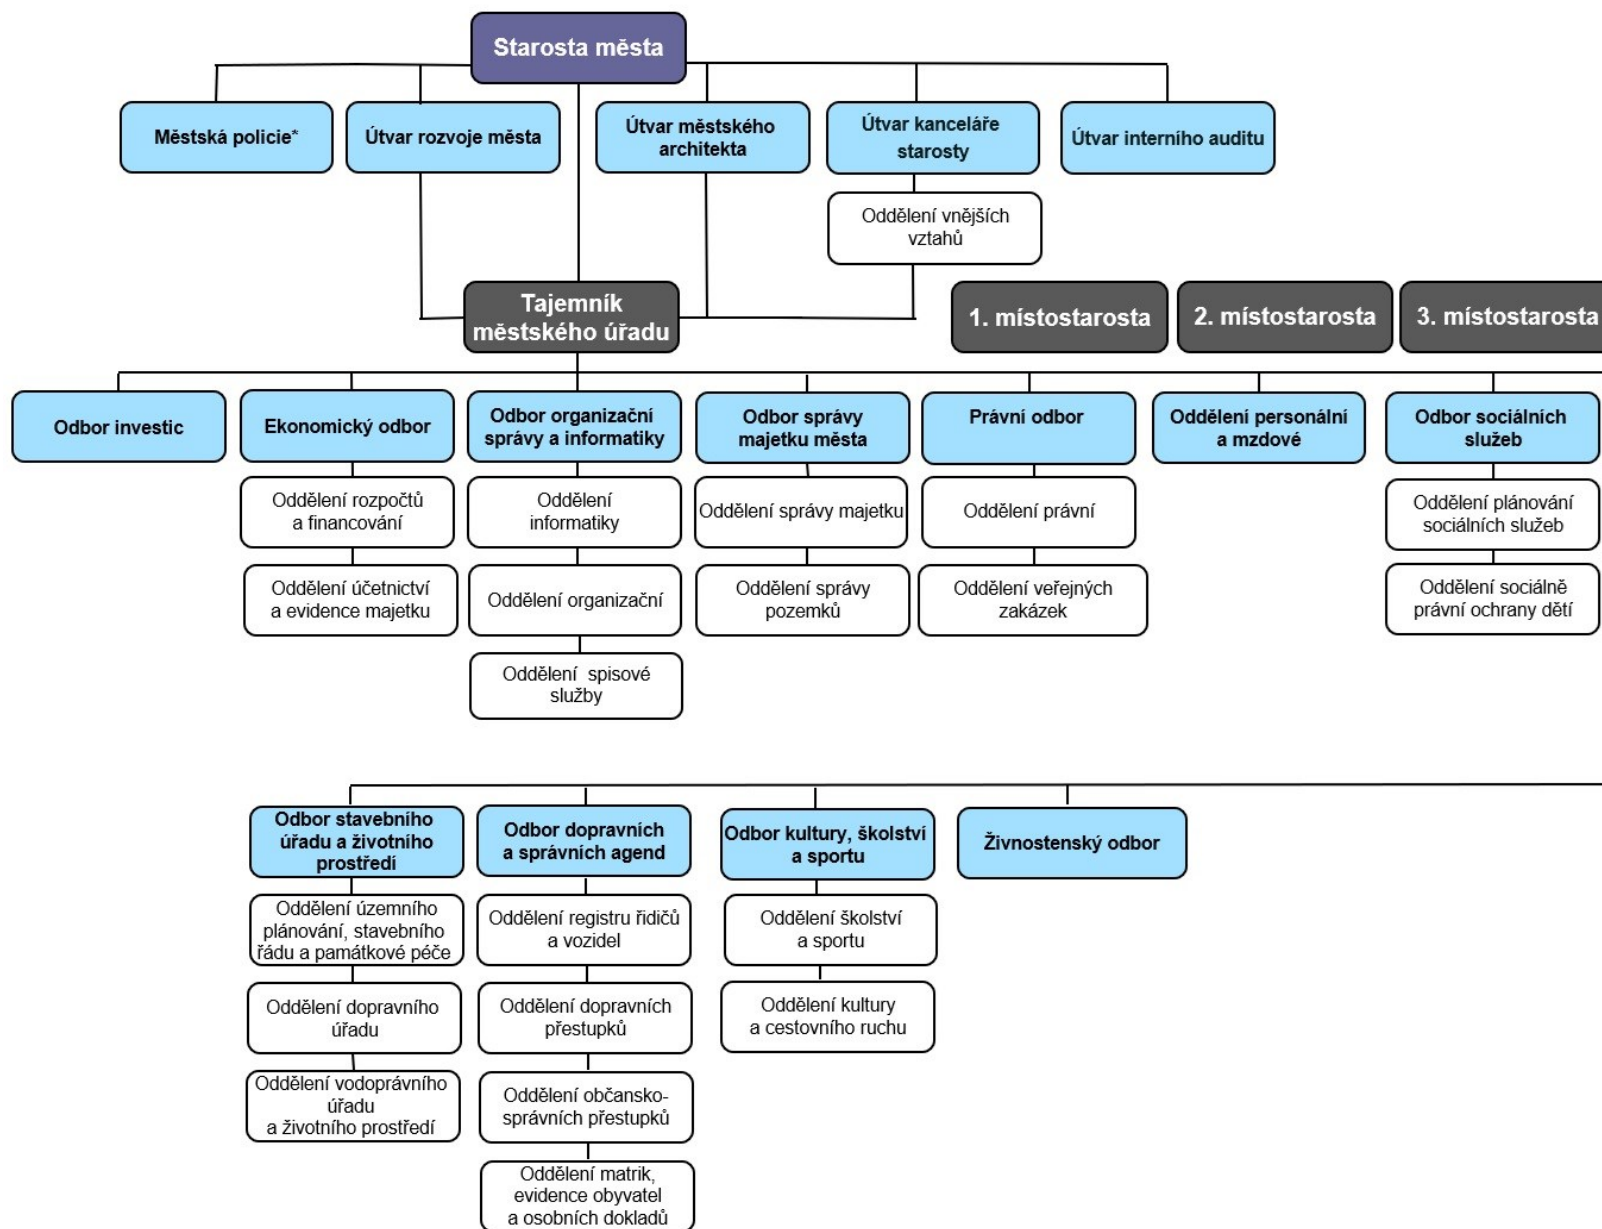 Starosta města
Městská policie*
Útvar rozvoje města
Útvar městského
architekta
Útvar kanceláře
starosty
Útvar interního auditu
Oddělení vnějších
vztahů
Tajemník
městského úřadu
1. místostarosta
2. místostarosta
3. místostarosta
Odbor investic
Ekonomický odbor
Odbor organizační
správy a informatiky
Odbor správy
majetku města
Právní odbor
Oddělení personální
a mzdové
Odbor sociálních
služeb
Oddělení rozpočtů
a financování
Oddělení
informatiky
Oddělení správy majetku
Oddělení právní
Oddělení plánování
sociálních služeb
Oddělení účetnictví
a evidence majetku
Oddělení organizační
Oddělení správy
pozemků
Oddělení veřejných
zakázek
Oddělení sociálně
právní ochrany dětí
Oddělení  spisové
služby
Odbor stavebního
úřadu a životního
prostředí
Odbor dopravních
a správních agend
Odbor kultury, školství
a sportu
Živnostenský odbor
Oddělení územního
plánování, stavebního
řádu a památkové péče
Oddělení registru řidičů
a vozidel
Oddělení školství
a sportu
Oddělení dopravního
úřadu
Oddělení dopravních
přestupků
Oddělení kultury
a cestovního ruchu
Oddělení vodoprávního
úřadu
a životního prostředí
Oddělení občansko-
správních přestupků
Oddělení matrik,
evidence obyvatel
a osobních dokladů